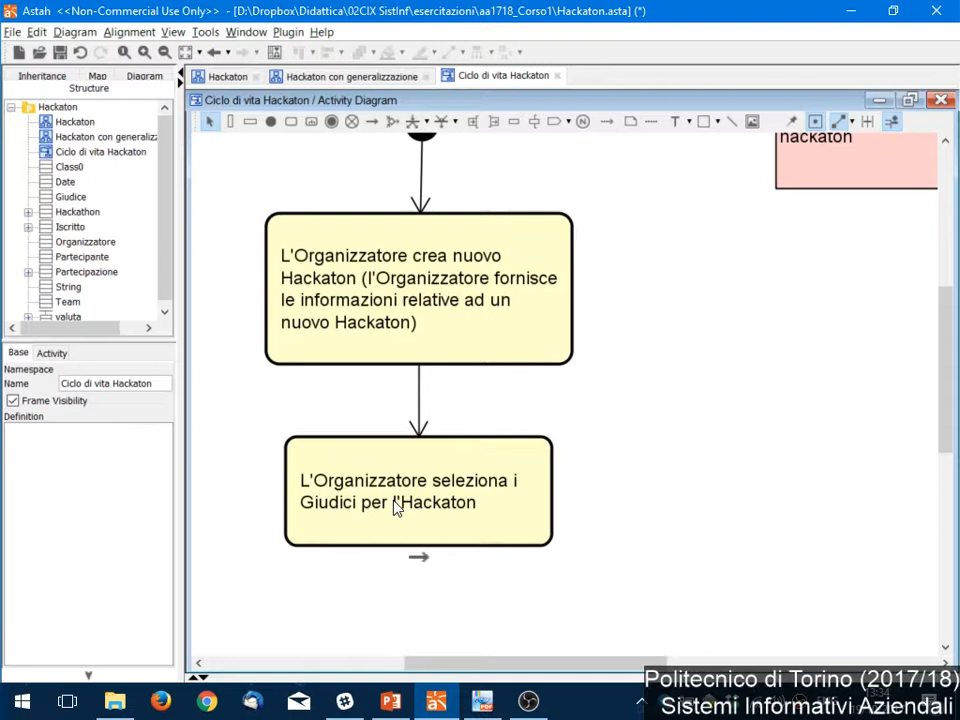 Astah <<Non-Commercial Use Only>> - [D:\Dropbox\Didattica\02CIX SistInf\esercitazioni\aa1718_Corso1\Hackaton.asta] (*)
File Edit Diagram Alignment View Tools Window Plugin Help
Inheritance Map Diagram
Structure
Hackaton
Hackaton
Hackaton con generaliz
Ciclo di vita Hackaton
Class0
Date
Giudice
Hackathon
Iscritto
Organizzatore
Partecipante
Partecipazione
String
Team
valuta
Base Activity
Namespace
Name Ciclo di vita Hackaton
Frame Visibility
Definition
Hackaton Hackaton con generalizzazione Ciclo di vita Hackaton
Ciclo di vita Hackaton / Activity Diagram
hackaton
L'Organizzatore crea nuovo
Hackaton (l'Organizzatore fornisce
le informazioni relative ad un
nuovo Hackaton)
L'Organizzatore seleziona i
Giudici per l'Hackaton
Politecnico di Torino (2017/18)
Sistemi Informativi Aziendali